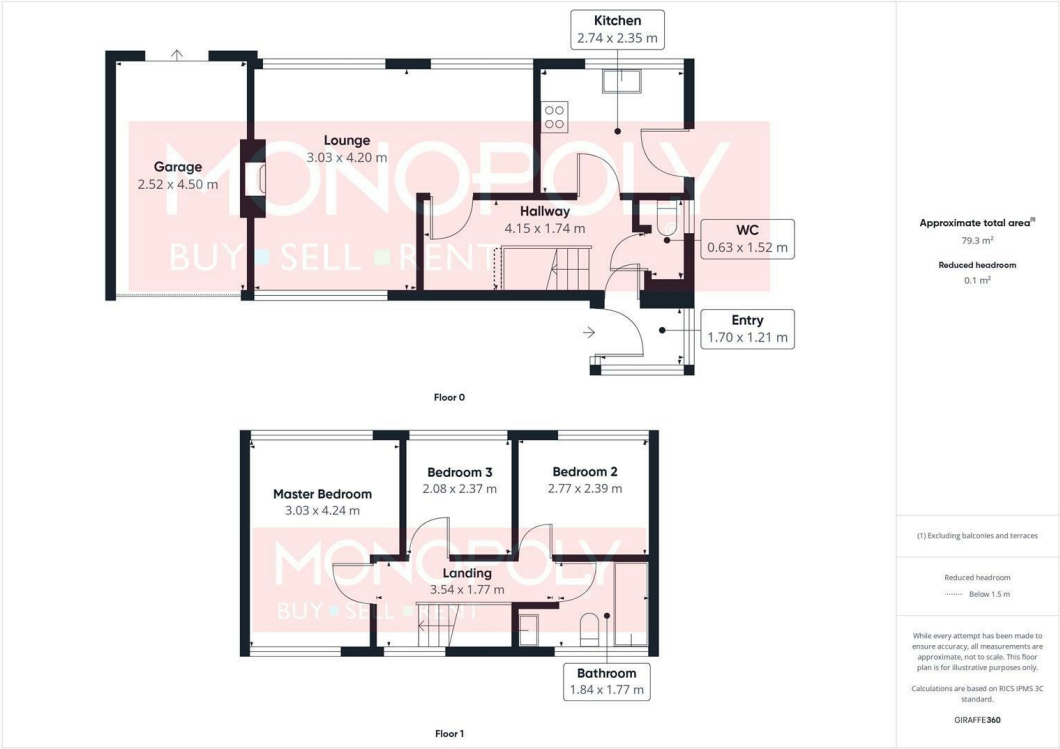 Kitchen
2.74 x 2.35 m
Lounge
3.03 x 4.20 m
Garage
2.52 x 4.50 m
MONOPOLY
BUY SELL RENT
Hallway
4.15 x 1.74 m
WC
0.63 x 1.52 m
Entry
1.70 x 1.21 m
Floor 0
Master Bedroom
3.03 x 4.24 m
Bedroom 3
2.08 x 2.37 m
Bedroom 2
2.77 x 2.39 m
MONOPOLY
BUY SELL RENT
Landing
3.54 x 1.77 m
Bathroom
1.84 x 1.77 m
Floor 1
Approximate total area(1)
79.3 m²
Reduced headroom
0.1 m²
(1) Excluding balconies and terraces
Reduced headroom
Below 1.5 m
While every attempt has been made to
ensure accuracy, all measurements are
approximate, not to scale. This floor
plan is for illustrative purposes only.
Calculations are based on RICS IPMS 3C
standard.
GIRAFFE360